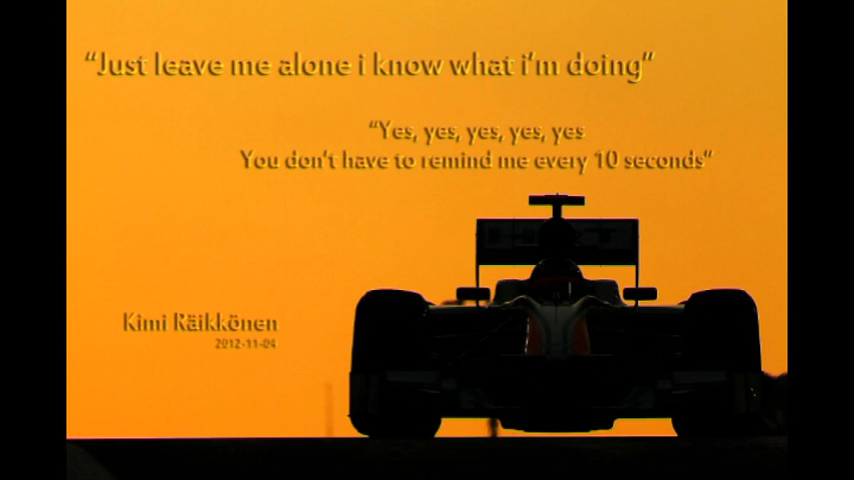 “Just leave me alone i know what i’m doing”
“Yes, yes, yes, yes, yes
You don’t have to remind me every 10 seconds”
Kimi Räikkönen
2012-11-04